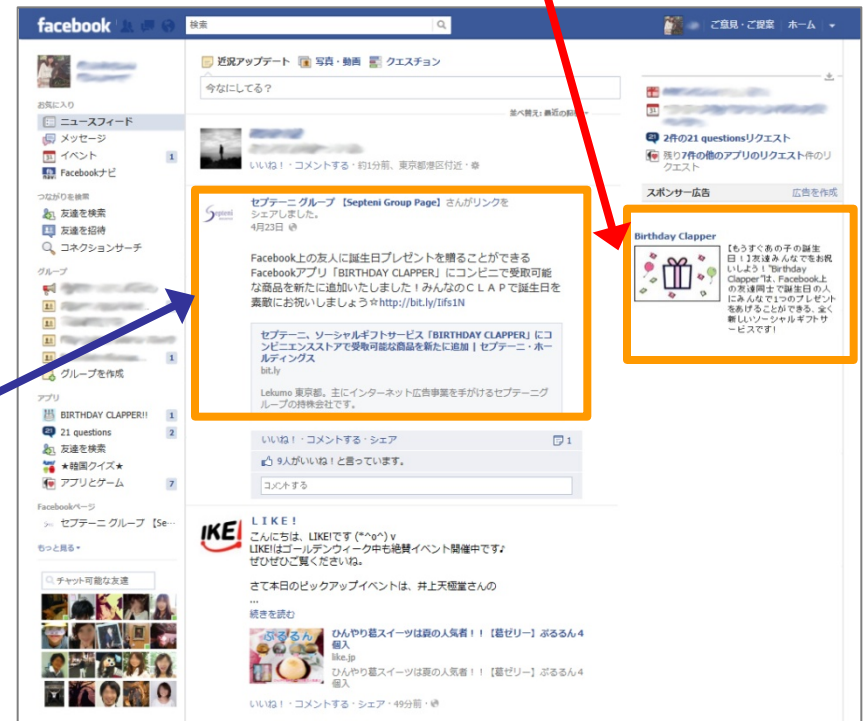 facebook
検索
ご意見・ご提案
ホーム
お気に入り
ニュースフィード
メッセージ
イベント 1
Facebookナビ
つながりを検索
友達を検索
友達を招待
コネクションサーチ
グループ
1
グループを作成
アプリ
BIRTHDAY CLAPPER!! 1
21 questions 2
友達を検索
★韓国クイズ★
アプリとゲーム 7
Facebookページ
セプテーニ グループ 【Se…
もっと見る
チャット可能な友達
近況アップデート 写真・動画 クエスチョン
今なにしてる?
並べ替え: 最近の
いいね!・コメントする・約1分前、東京都港区付近・
Septeni
セプテーニ グループ 【Septeni Group Page】さんがリンクを
シェアしました。
4月23日
Facebook上の友人に誕生日プレゼントを贈ることができる
Facebookアプリ「BIRTHDAY CLAPPER」にコンビニで受取可能
な商品を新たに追加いたしました!みんなのＣＬＡＰで誕生日を
素敵にお祝いしましょう☆http://bit.ly/Iifs1N
セプテーニ、ソーシャルギフトサービス「BIRTHDAY CLAPPER」にコ
ンビニエンスストアで受取可能な商品を新たに追加 | セプテーニ・ホー
ルディングス
bit.ly
Lekumo 東京都。主にインターネット広告事業を手がけるセプテーニグ
ループの持株会社です。
いいね!・コメントする・シェア 1
9人がいいね!と言っています。
コメントする
IKE!
ＬＩＫＥ！
こんにちは、LIKE!です (*^o^) v
LIKE!はゴールデンウィーク中も絶賛イベント開催中です♪
ぜひぜひご覧くださいね。
さて本日のピックアップイベントは、井上天極堂さんの
...
続きを読む
ぷるるん
ひんやり葛スイーツは夏の人気者！！【葛ゼリー】ぷるるん４
個入
like.jp
ひんやり葛スイーツは夏の人気者！！【葛ゼリー】ぷるるん４
個入
いいね!・コメントする・シェア・49分前・
2件の21 questionsリクエスト
残り7件の他のアプリのリクエスト件のリ
クエスト
スポンサー広告 広告を作成
Birthday Clapper
【もうすぐあの子の誕生
日！】友達みんなでをお祝
いしよう！"Birthday
Clapper"は、Facebook上
の友達同士で誕生日の人
にみんなで1つのプレゼント
をあげることができる、全く
新しいソーシャルギフトサ
ービスです!